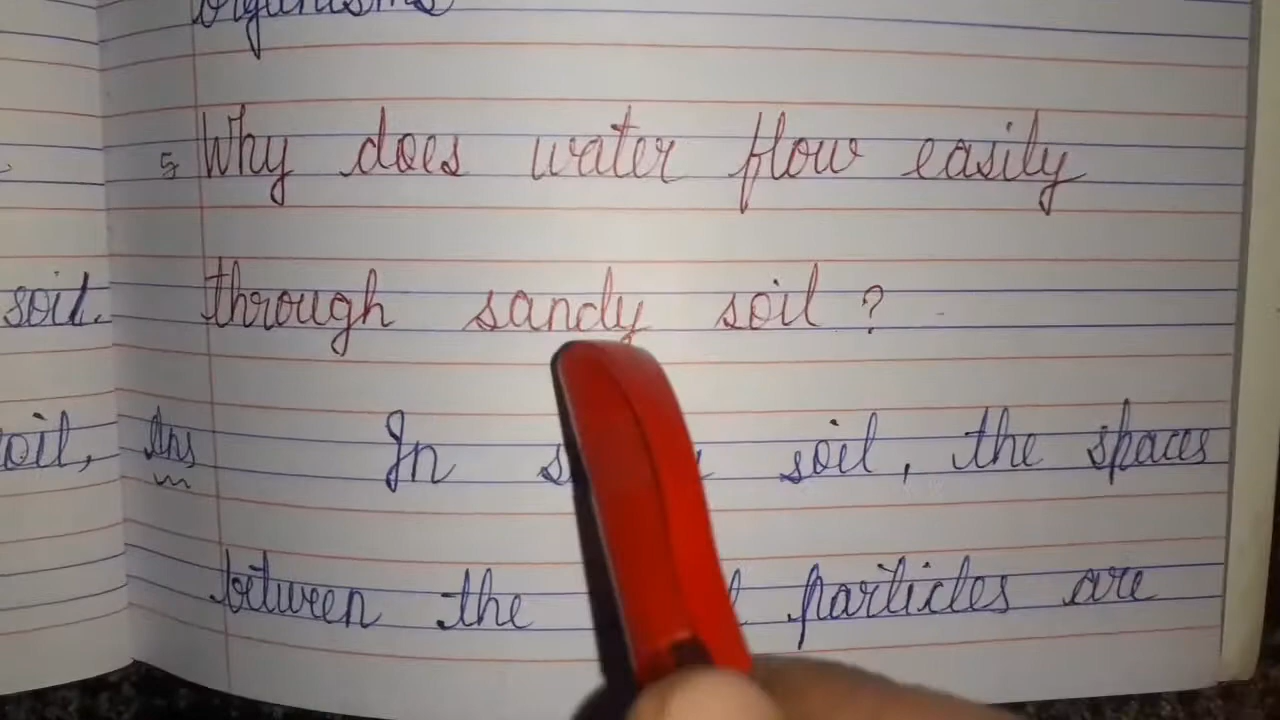 organisms
5 Why does water flow easily
through sandy soil ?
soil.
oil, Ans In soil, the spaces
between the particles are